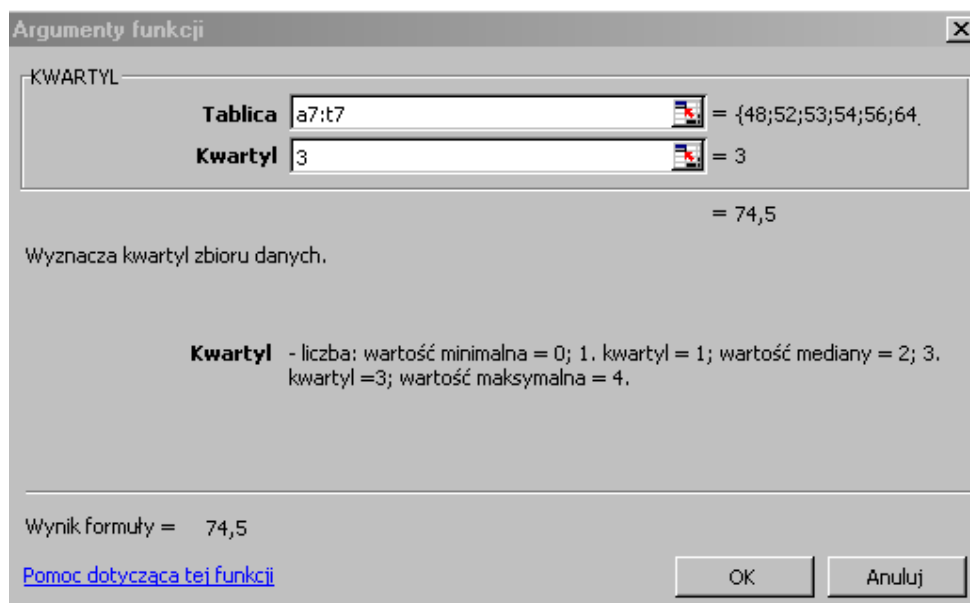 Argumenty funkcji
KWARTYL
Tablica a7:t7 = {48;52;53;54;56;64
Kwartyl 3 = 3
= 74,5
Wyznacza kwartyl zbioru danych.
Kwartyl - liczba: wartość minimalna = 0; 1. kwartyl = 1; wartość mediany = 2; 3.
kwartyl =3; wartość maksymalna = 4.
Wynik formuły = 74,5
Pomoc dotycząca tej funkcji OK Anuluj